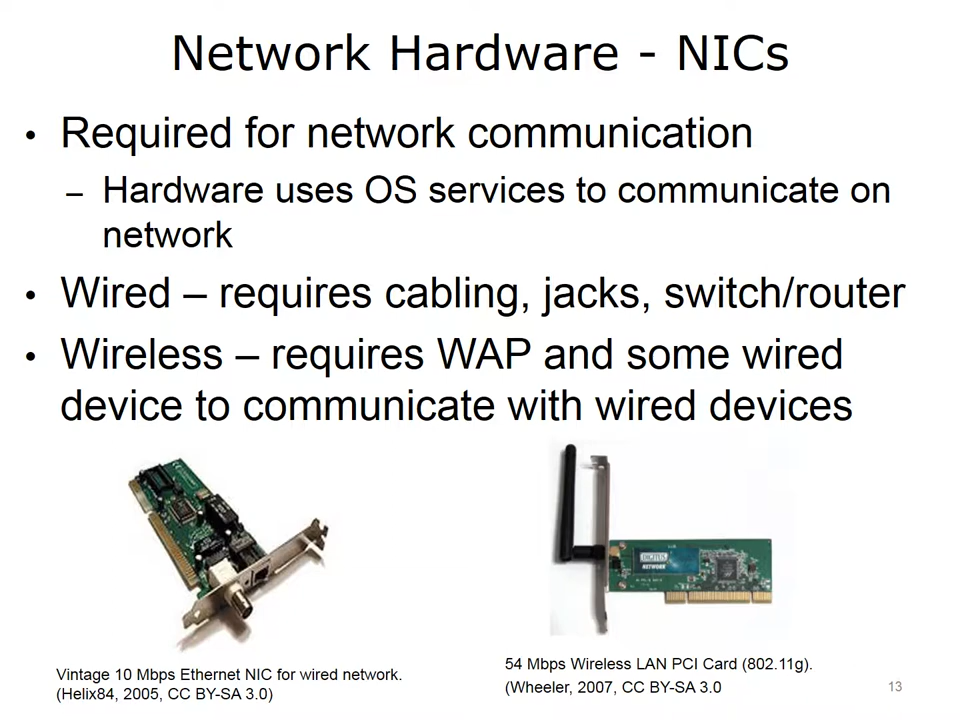 Network Hardware - NICs
• Required for network communication
– Hardware uses OS services to communicate on
network
• Wired – requires cabling, jacks, switch/router
• Wireless – requires WAP and some wired
device to communicate with wired devices
DIGITUS
NETWORK
Vintage 10 Mbps Ethernet NIC for wired network.
(Helix84, 2005, CC BY-SA 3.0)
54 Mbps Wireless LAN PCI Card (802.11g).
(Wheeler, 2007, CC BY-SA 3.0
13